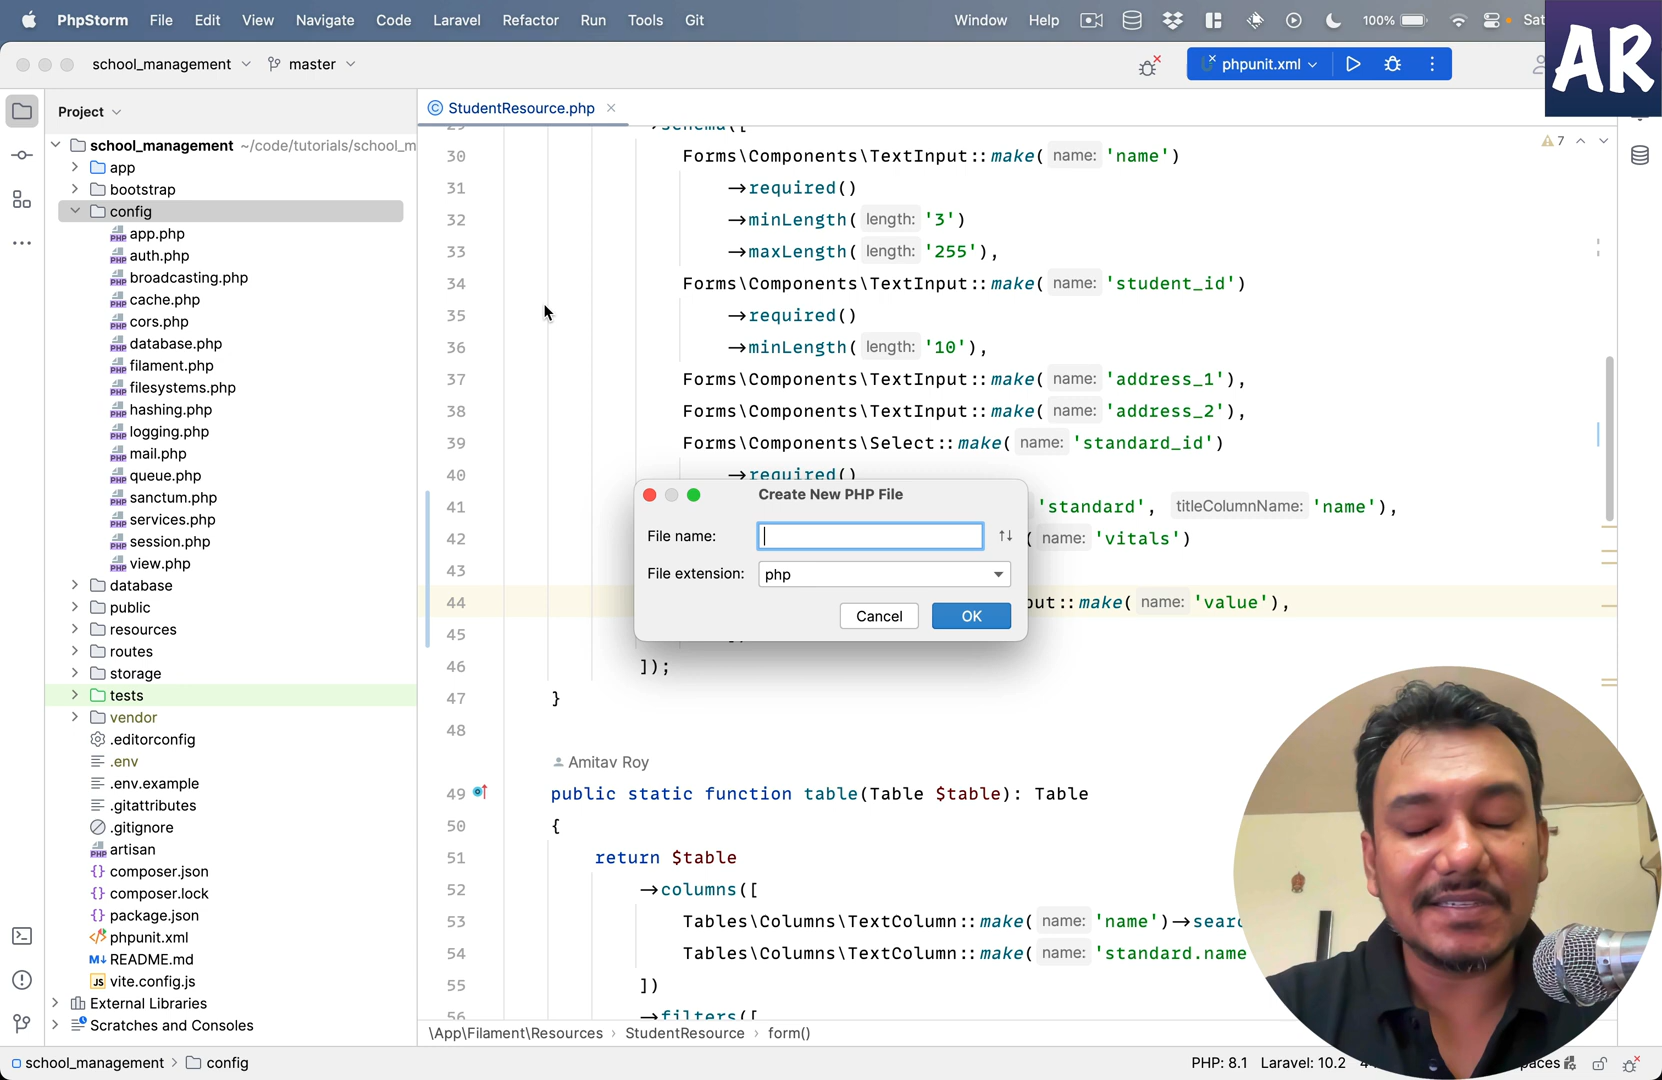 PhpStorm File Edit View Navigate Code Laravel Refactor Run Tools Git Window Help 100% Sat
AR
school_management master phpunit.xml
Project StudentResource.php
school_management ~/code/tutorials/school_m
app
bootstrap
config
app.php
auth.php
broadcasting.php
cache.php
cors.php
database.php
filament.php
filesystems.php
hashing.php
logging.php
mail.php
queue.php
sanctum.php
services.php
session.php
view.php
database
public
resources
routes
storage
tests
vendor
.editorconfig
.env
.env.example
.gitattributes
.gitignore
artisan
composer.json
composer.lock
package.json
phpunit.xml
README.md
vite.config.js
External Libraries
Scratches and Consoles
7
29 →schema([
30 Forms\Components\TextInput::make( name: 'name')
31 →required()
32 →minLength( length: '3')
33 →maxLength( length: '255'),
34 Forms\Components\TextInput::make( name: 'student_id')
35 →required()
36 →minLength( length: '10'),
37 Forms\Components\TextInput::make( name: 'address_1'),
38 Forms\Components\TextInput::make( name: 'address_2'),
39 Forms\Components\Select::make( name: 'standard_id')
40 →required()
41 'standard', titleColumnName: 'name'),
42 ( name: 'vitals')
43
44 out::make( name: 'value'),
45
46 ]);
47 }
48
Amitav Roy
49 public static function table(Table $table): Table
50 {
51 return $table
52 →columns([
53 Tables\Columns\TextColumn::make( name: 'name')→sear
54 Tables\Columns\TextColumn::make( name: 'standard.name
55 ])
56 →filters([
Create New PHP File
File name:
File extension: php
Cancel OK
\App\Filament\Resources › StudentResource › form()
school_management › config PHP: 8.1 Laravel: 10.2 paces